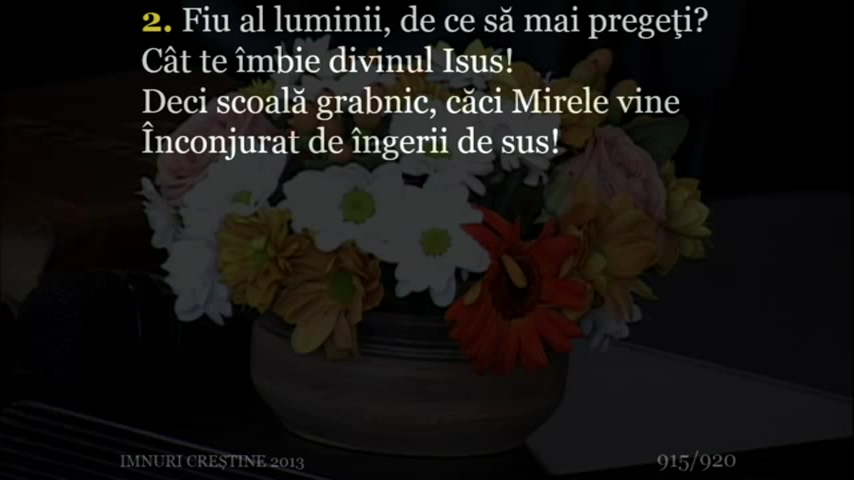 2. Fiu al luminii, de ce să mai pregeţi?
Cât te îmbie divinul Isus!
Deci scoală grabnic, căci Mirele vine
Înconjurat de îngerii de sus!
IMNURI CREŞTINE 2013
915/920